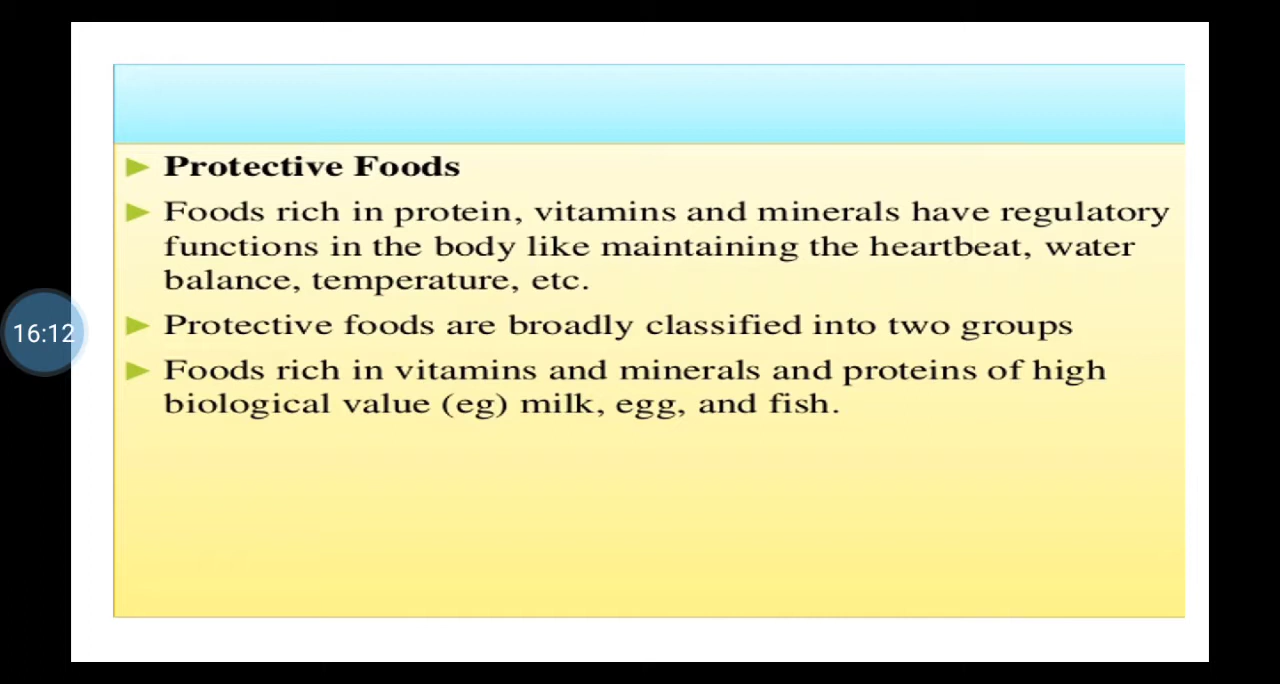 Protective Foods
Foods rich in protein, vitamins and minerals have regulatory
functions in the body like maintaining the heartbeat, water
balance, temperature, etc.
16:12
Protective foods are broadly classified into two groups
Foods rich in vitamins and minerals and proteins of high
biological value (eg) milk, egg, and fish.